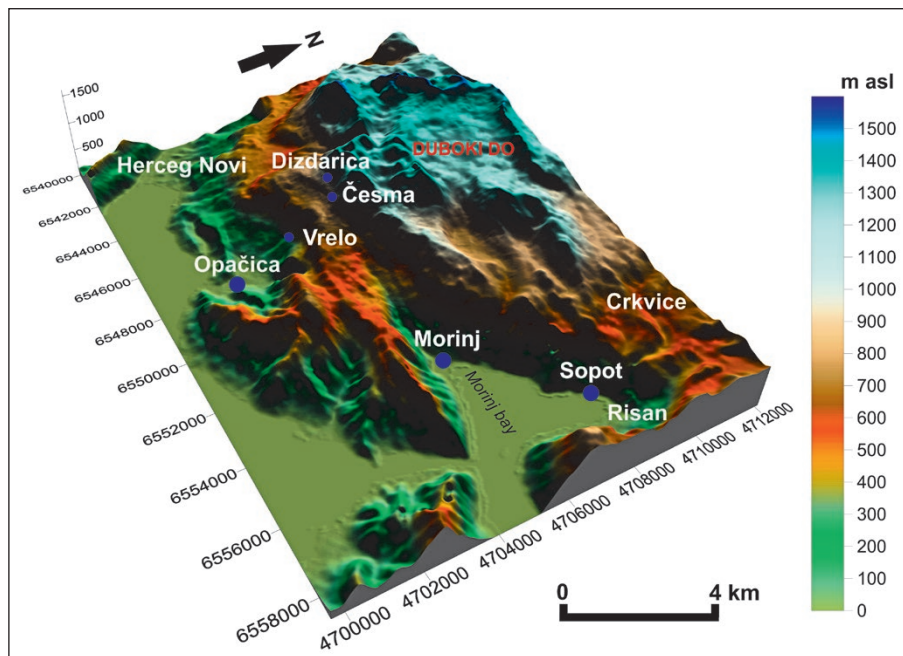 N
m asl
1500
1000
500
Herceg Novi
Dizdarica
DUBOKI DO
Česma
Vrelo
Opačica
Morinj
Morinj bay
Sopot
Risan
Crkvice
6540000
6542000
6544000
6546000
6548000
6550000
6552000
6554000
6556000
6558000
4700000
4702000
4704000
4706000
4708000
4710000
4712000
0 4 km
1500
1400
1300
1200
1100
1000
900
800
700
600
500
400
300
200
100
0